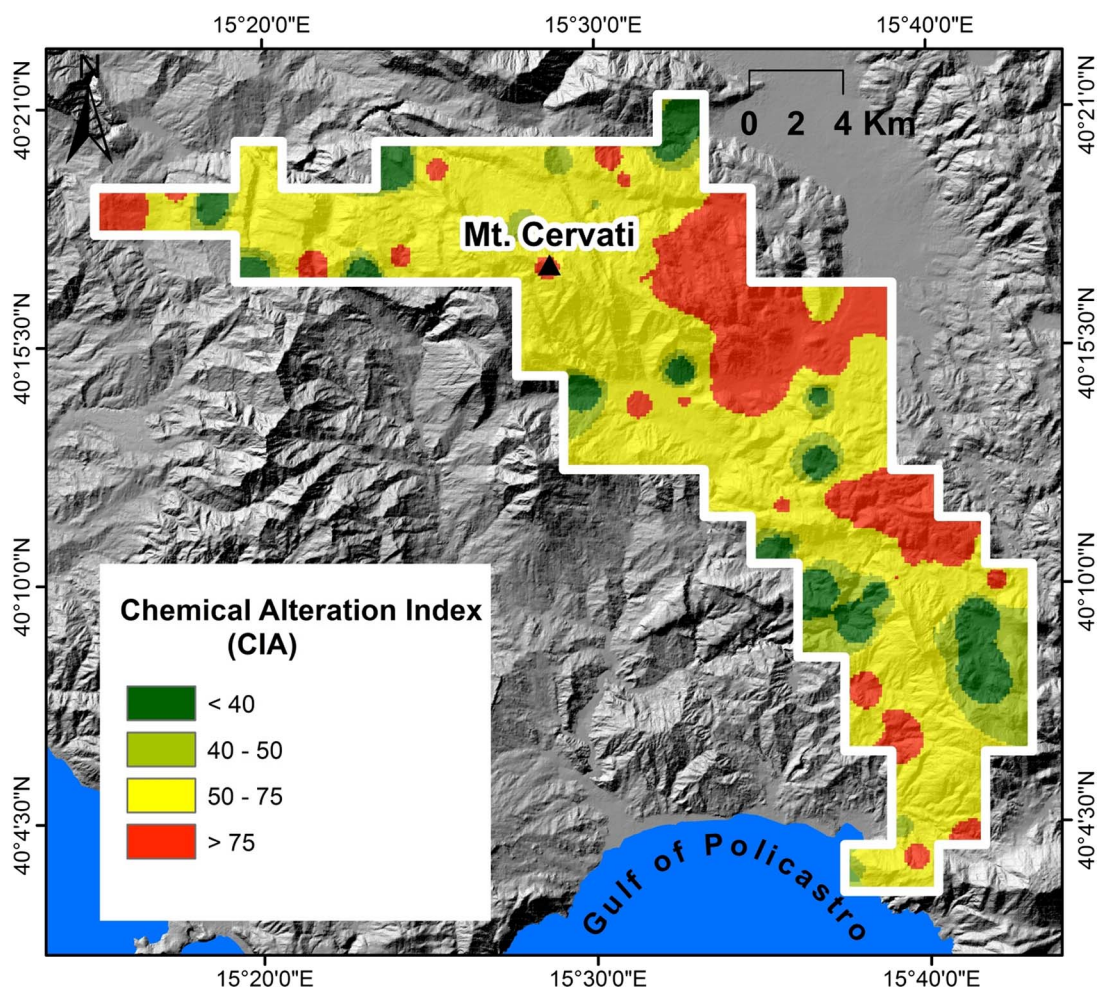 15°20'0"E 15°30'0"E 15°40'0"E
N
40°21'0"N
40°15'30"N
40°10'0"N
40°4'30"N
0 2 4 Km
40°21'0"N
40°15'30"N
40°10'0"N
40°4'30"N
Mt. Cervati
Chemical Alteration Index
(CIA)
< 40
40 - 50
50 - 75
> 75
Gulf of Policastro
15°20'0"E 15°30'0"E 15°40'0"E